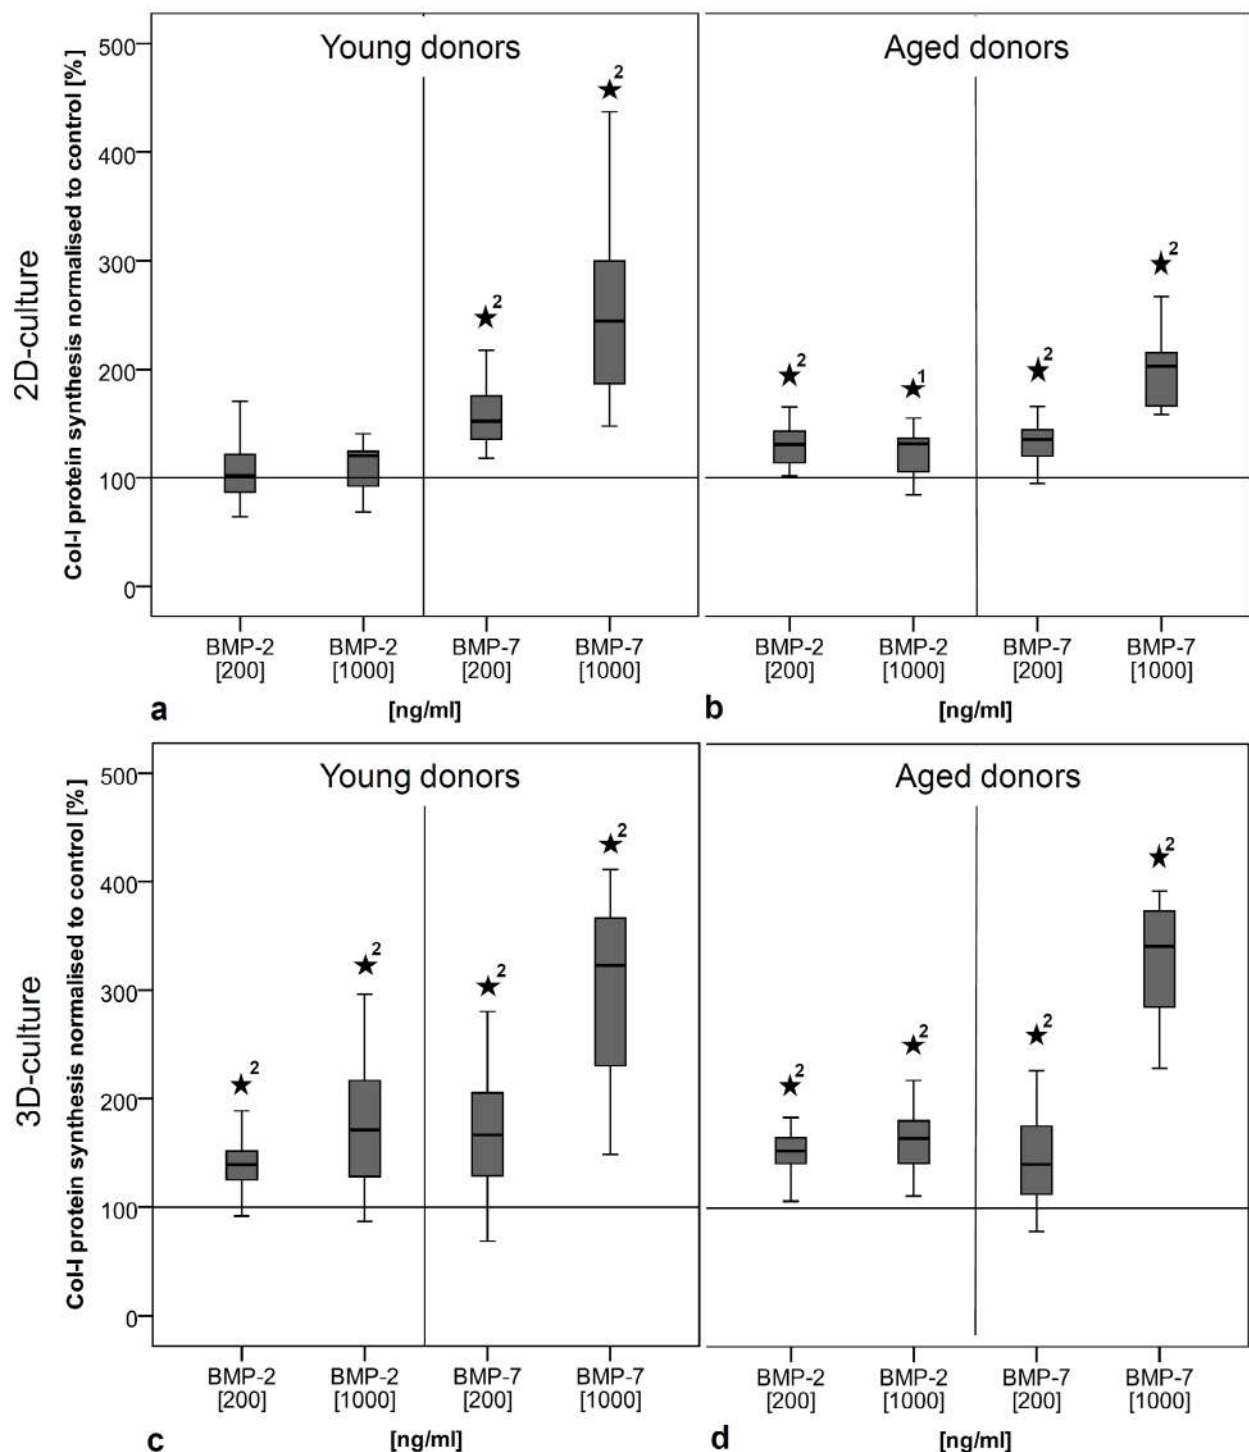 Young donors
Aged donors
2D-culture
Col-I protein synthesis normalised to control [%]
500
400
300
200
100
0
2
2
2
1
2
2
BMP-2
[200]
BMP-2
[1000]
BMP-7
[200]
BMP-7
[1000]
BMP-2
[200]
BMP-2
[1000]
BMP-7
[200]
BMP-7
[1000]
a
[ng/ml]
b
[ng/ml]
Young donors
Aged donors
3D-culture
Col-I protein synthesis normalised to control [%]
500
400
300
200
100
0
2
2
2
2
2
2
2
2
BMP-2
[200]
BMP-2
[1000]
BMP-7
[200]
BMP-7
[1000]
BMP-2
[200]
BMP-2
[1000]
BMP-7
[200]
BMP-7
[1000]
c
[ng/ml]
d
[ng/ml]